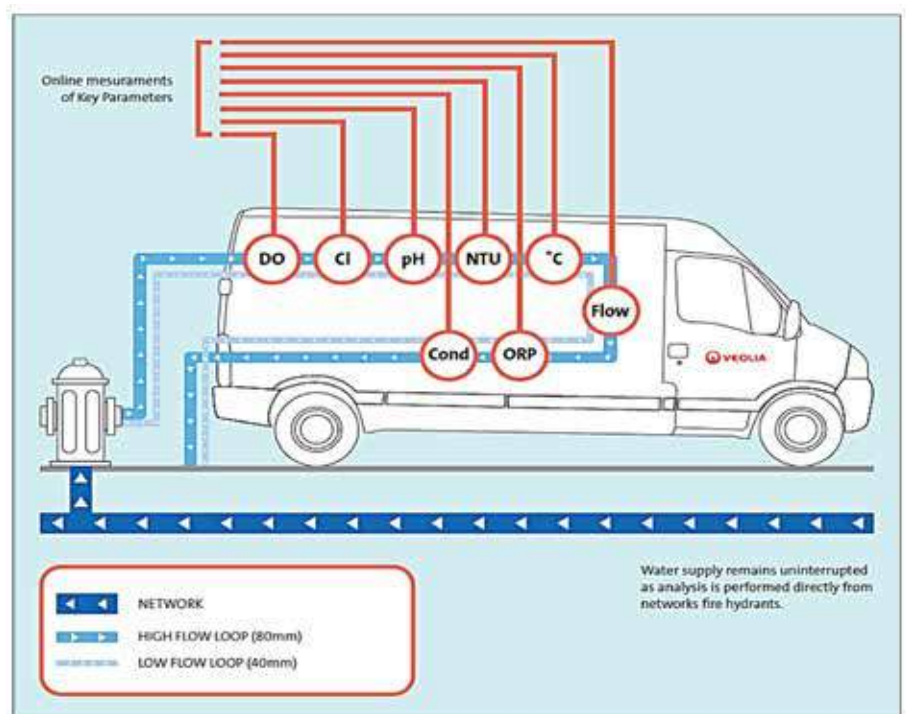 Online mesuraments
of Key Parameters
DO
Cl
pH
NTU
°C
Flow
Cond
ORP
VEOLIA
Water supply remains uninterrupted
as analysis is performed directly from
networks fire hydrants.
NETWORK
HIGH FLOW LOOP (80mm)
LOW FLOW LOOP (40mm)